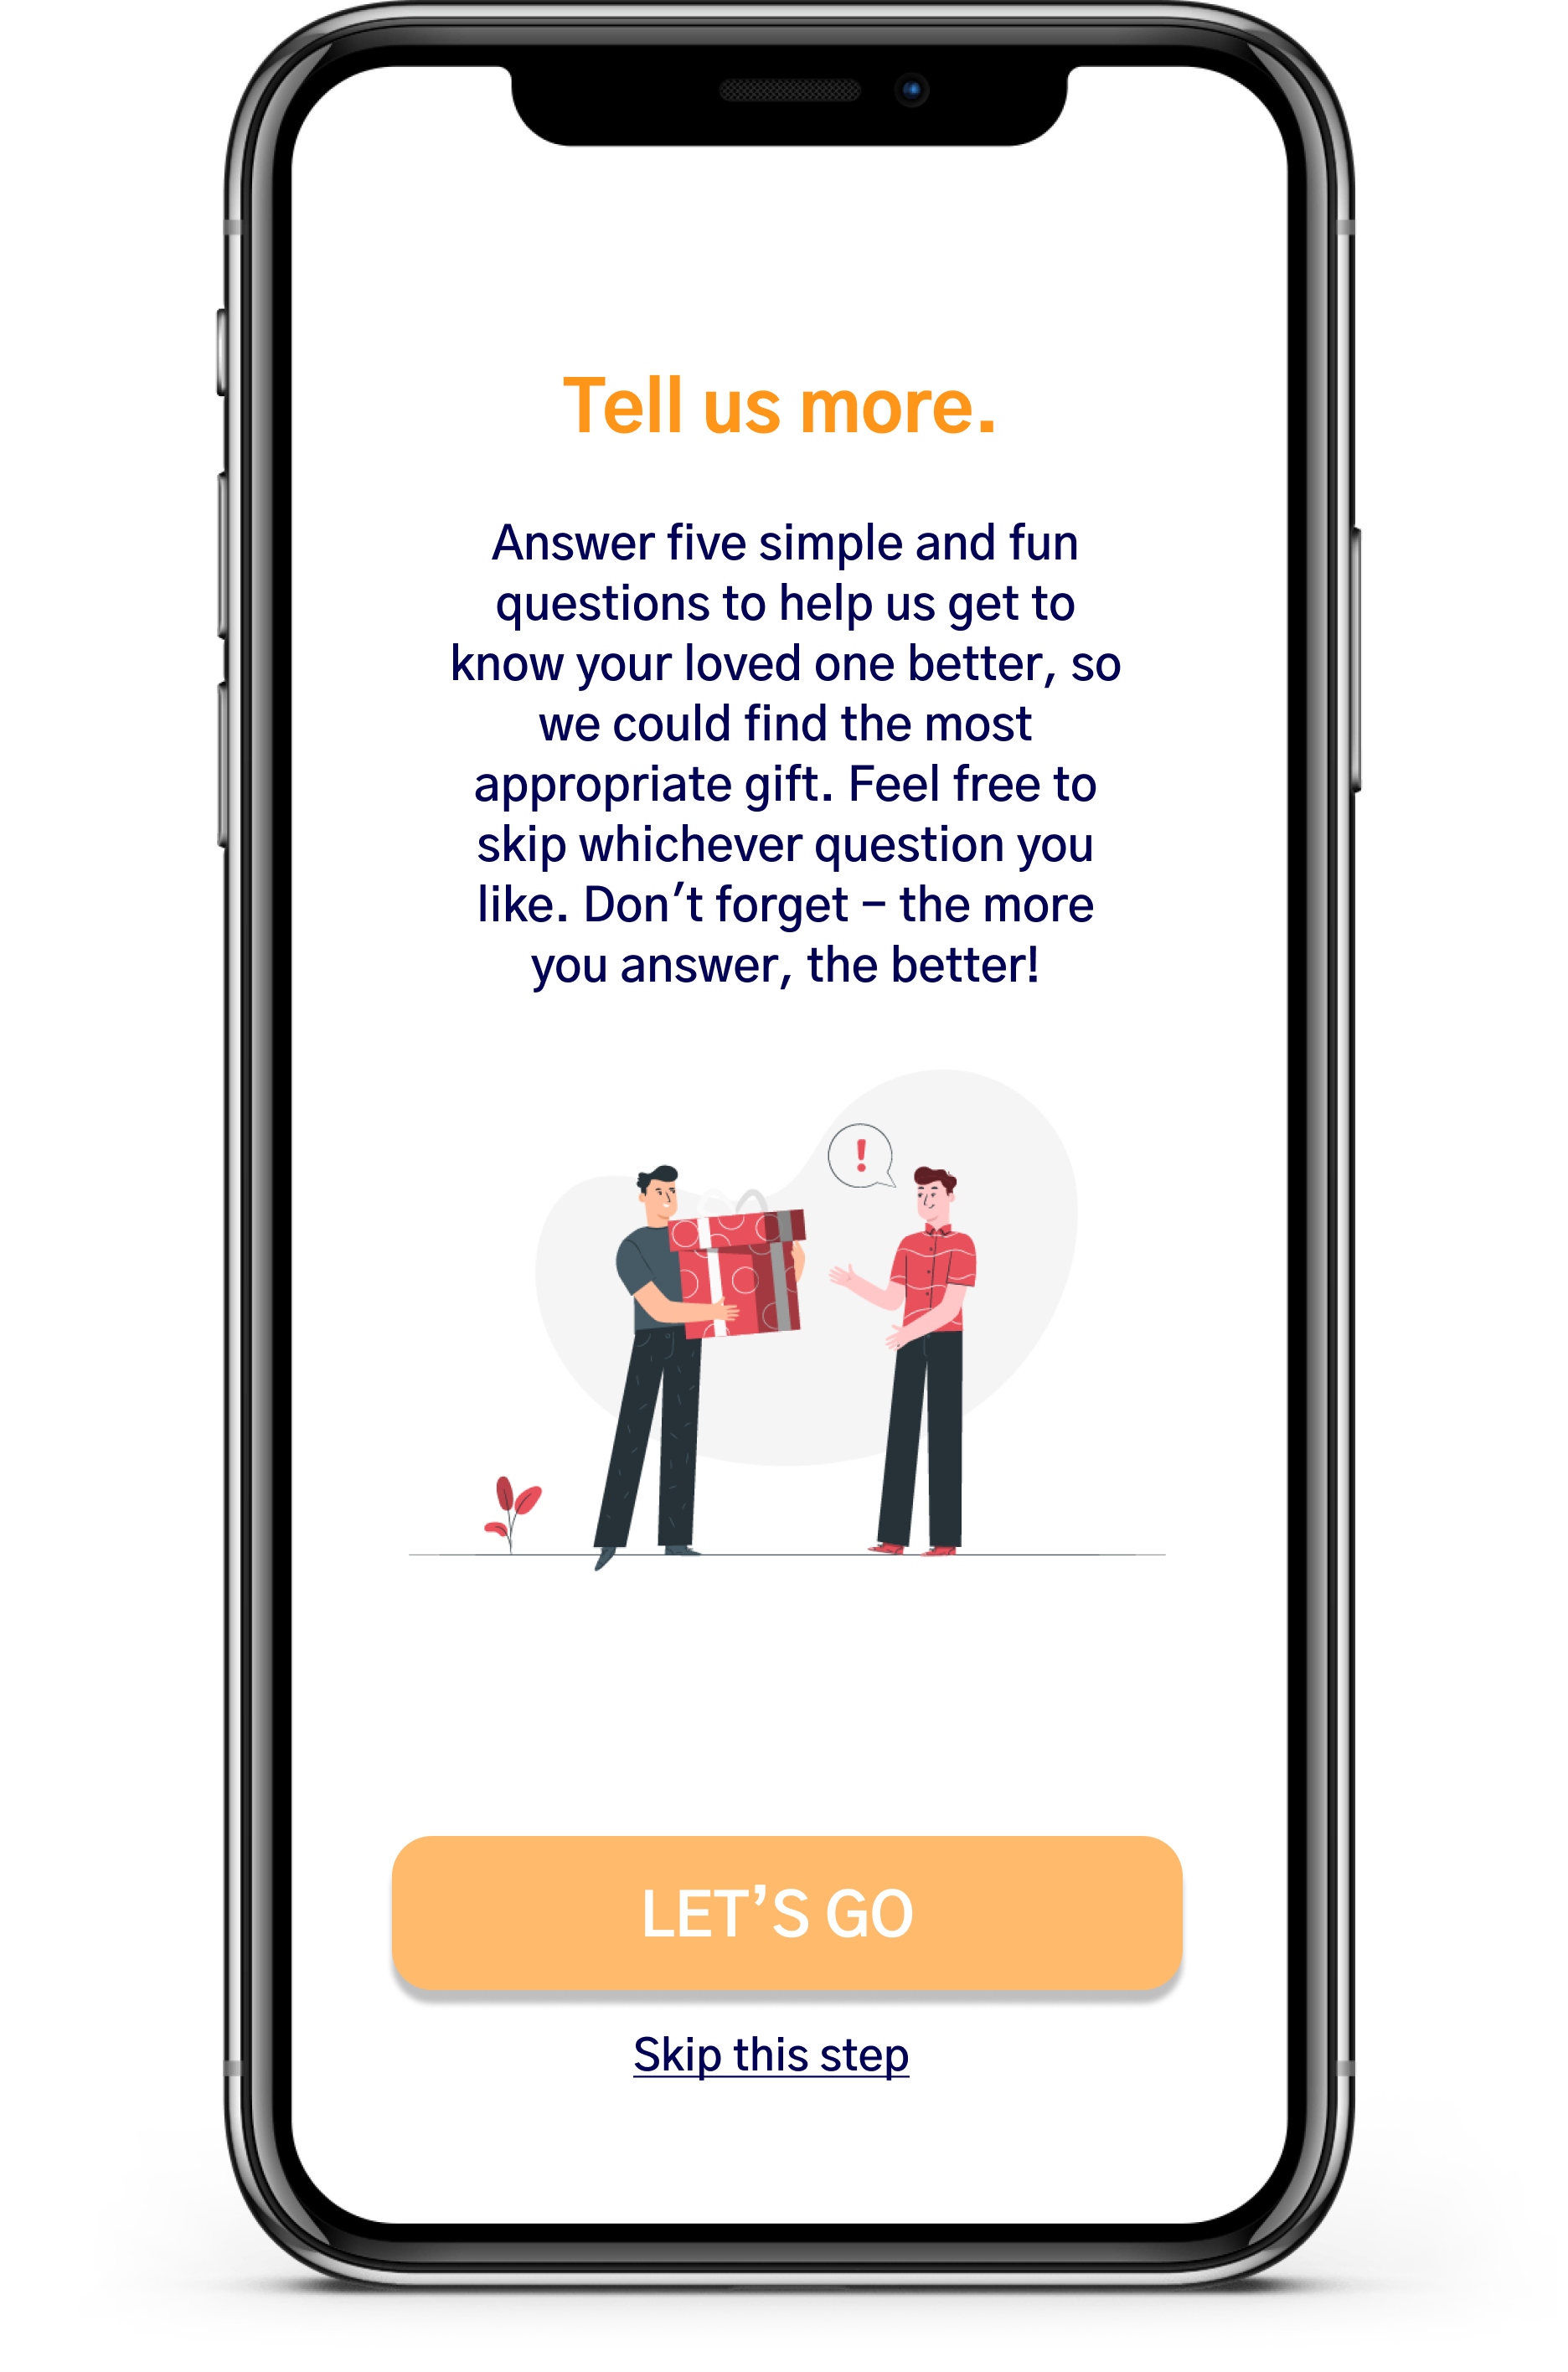 Tell us more.
Answer five simple and fun
questions to help us get to
know your loved one better, so
we could find the most
appropriate gift. Feel free to
skip whichever question you
like. Don't forget – the more
you answer, the better!
!
LET'S GO
Skip this step